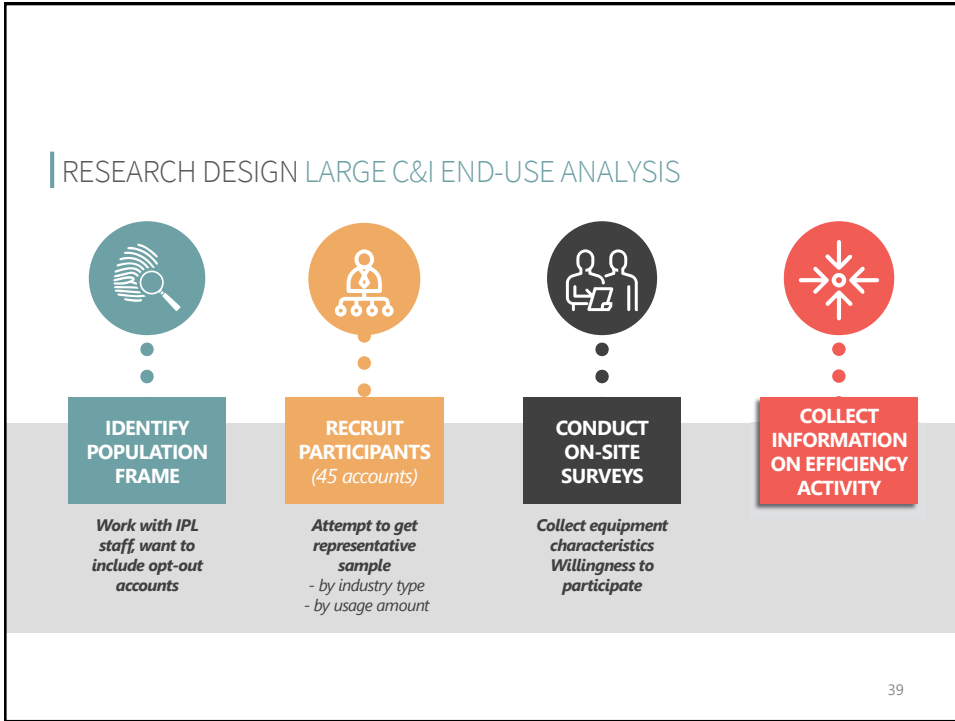 RESEARCH DESIGN LARGE C&I END-USE ANALYSIS
IDENTIFY
POPULATION
FRAME
Work with IPL
staff, want to
include opt-out
accounts
RECRUIT
PARTICIPANTS
(45 accounts)
Attempt to get
representative
sample
- by industry type
- by usage amount
CONDUCT
ON-SITE
SURVEYS
Collect equipment
characteristics
Willingness to
participate
COLLECT
INFORMATION
ON EFFICIENCY
ACTIVITY
39